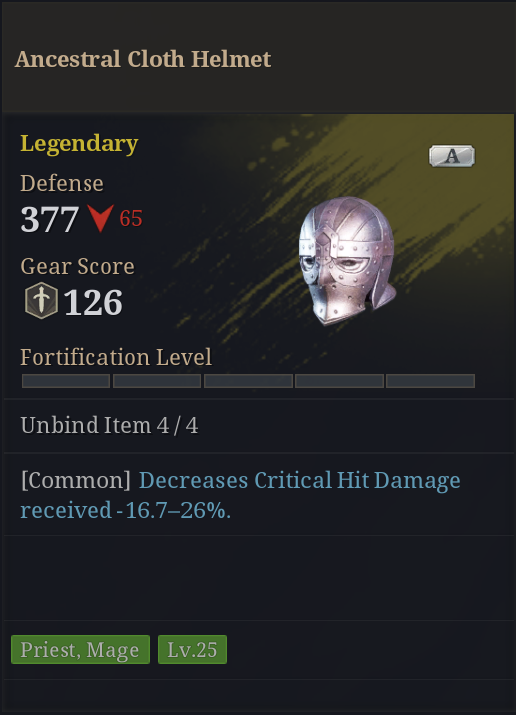 Ancestral Cloth Helmet
Legendary
A
Defense
377 65
Gear Score
126
Fortification Level
Unbind Item 4 / 4
[Common] Decreases Critical Hit Damage
received -16.7–26%.
Priest, Mage Lv.25